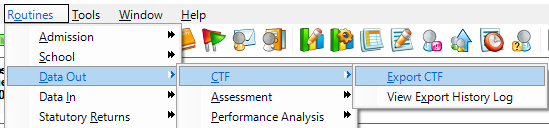 Routines Tools Window Help
Admission
School
Data Out CTF Export CTF
Data In Assessment View Export History Log
Statutory Returns Performance Analysis